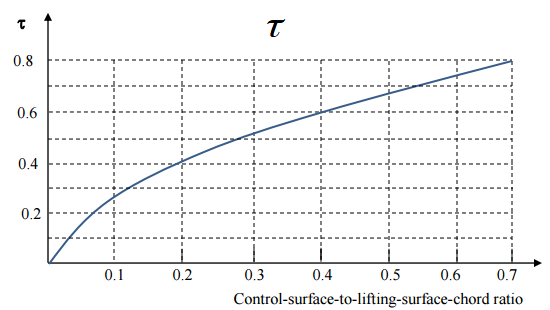 τ
τ
0.8
0.6
0.4
0.2
0.1 0.2 0.3 0.4 0.5 0.6 0.7
Control-surface-to-lifting-surface-chord ratio